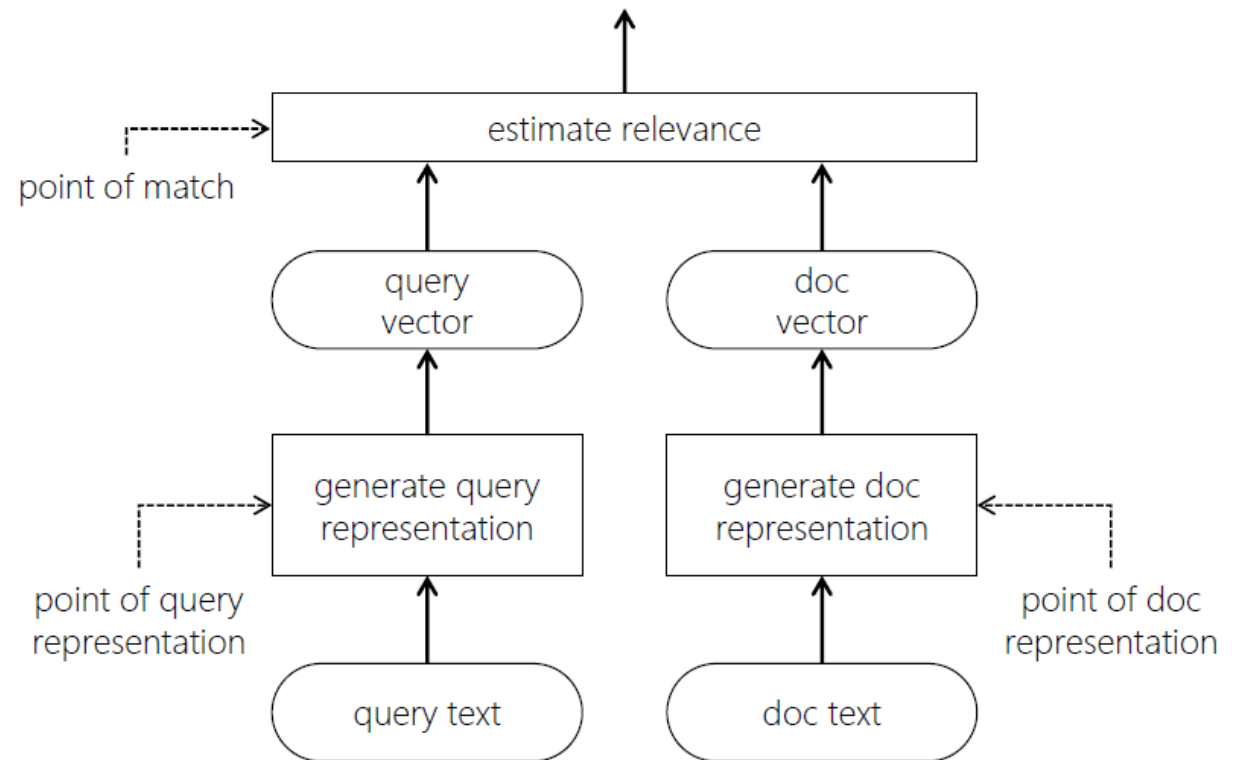 estimate relevance
point of match
query
vector
doc
vector
generate query
representation
generate doc
representation
point of query
representation
point of doc
representation
query text
doc text